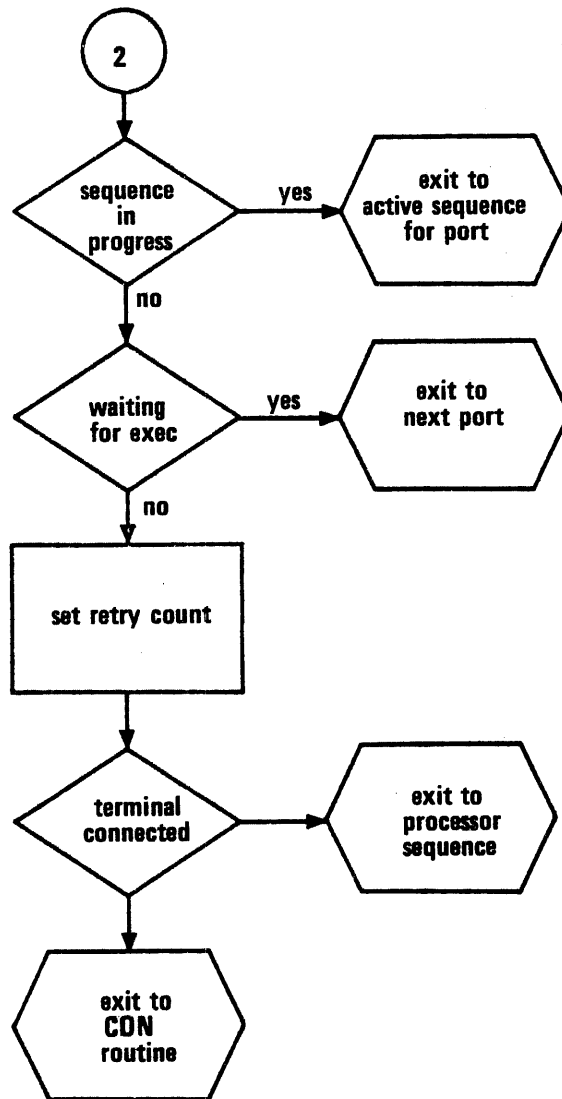 2
sequence
in
progress
yes
exit to
active sequence
for port
no
waiting
for exec
yes
exit to
next port
no
set retry count
terminal
connected
exit to
processor
sequence
exit to
CDN
routine